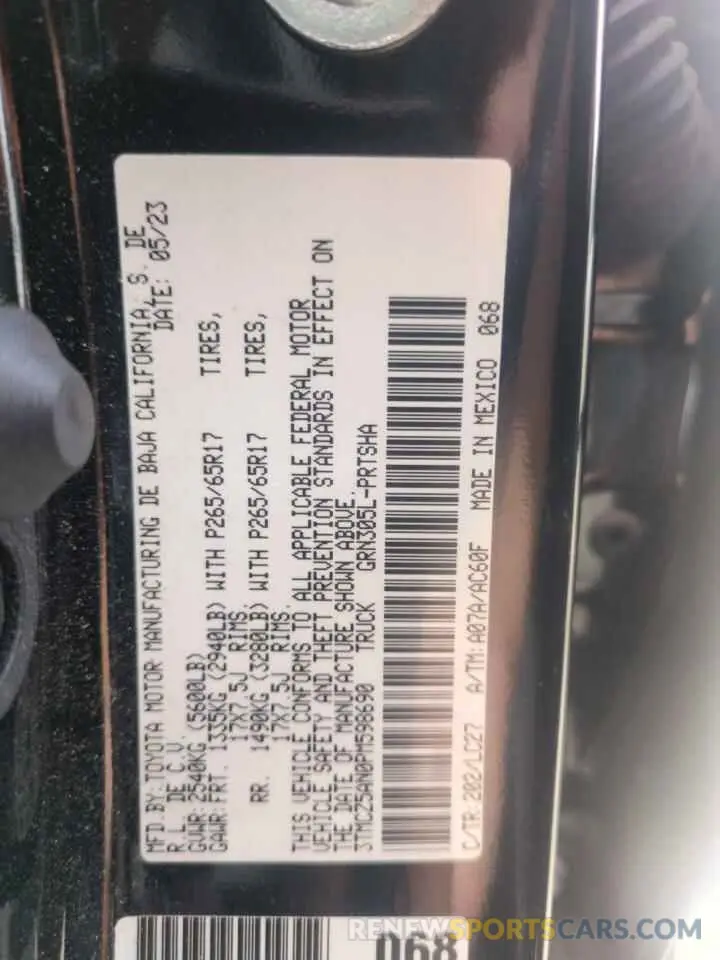 MFD.BY: TOYOTA MOTOR MANUFACTURING DE BAJA CALIFORNIA, S. DE
R.L. DE C.V. DATE: 05/23
GVWR: 2540KG (5600LB)
GAWR: FRT. 1335KG (2940LB) WITH P265/65R17 TIRES,
17X7.5J RIMS.
RR. 1490KG (3280LB) WITH P265/65R17 TIRES,
17X7.5J RIMS.
THIS VEHICLE CONFORMS TO ALL APPLICABLE FEDERAL MOTOR
VEHICLE SAFETY AND THEFT PREVENTION STANDARDS IN EFFECT ON
THE DATE OF MANUFACTURE SHOWN ABOVE.
3TMCZ5AN0PM598690 TRUCK GRN305L-PRTSHA
C/TR: 202/LC27 A/TM: A07A/AC60F MADE IN MEXICO 068
068
RENEWSPORTSCARS.COM